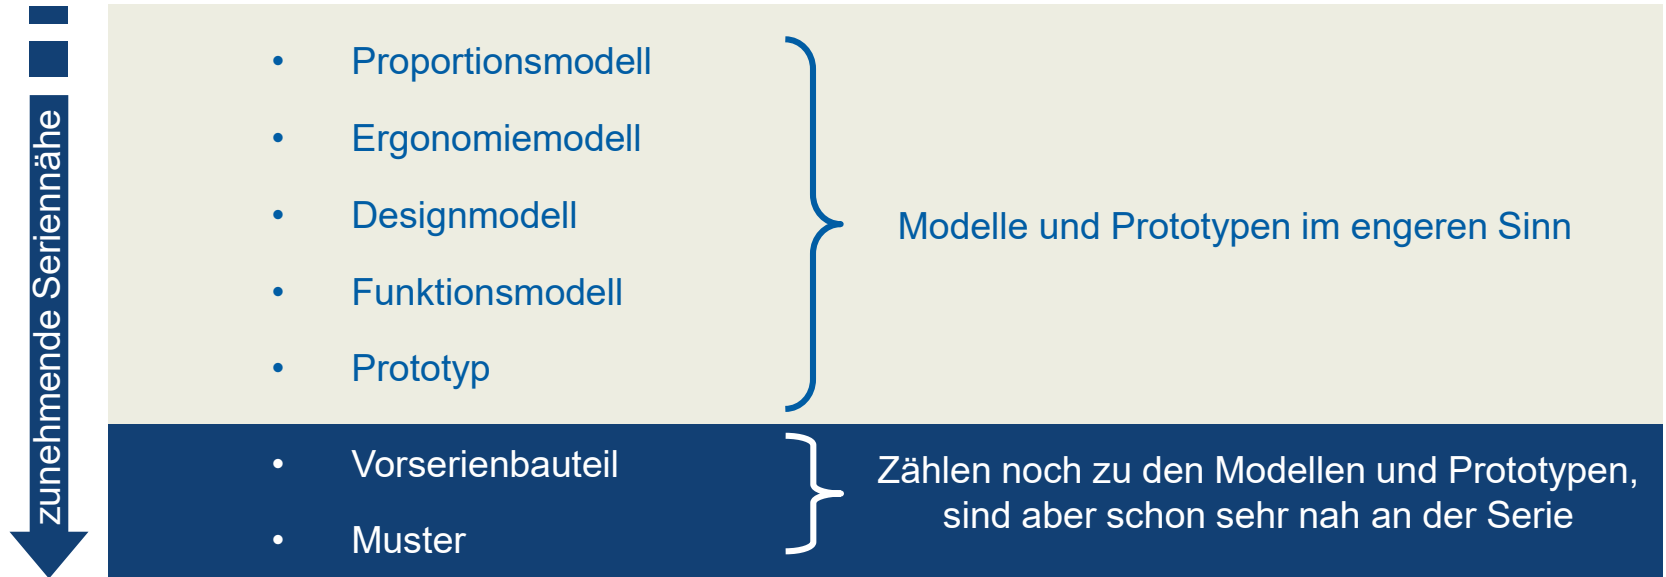 zunehmende Seriennähe
• Proportionsmodell
• Ergonomiemodell
• Designmodell
• Funktionsmodell
• Prototyp
Modelle und Prototypen im engeren Sinn
• Vorserienbauteil
• Muster
Zählen noch zu den Modellen und Prototypen,
sind aber schon sehr nah an der Serie